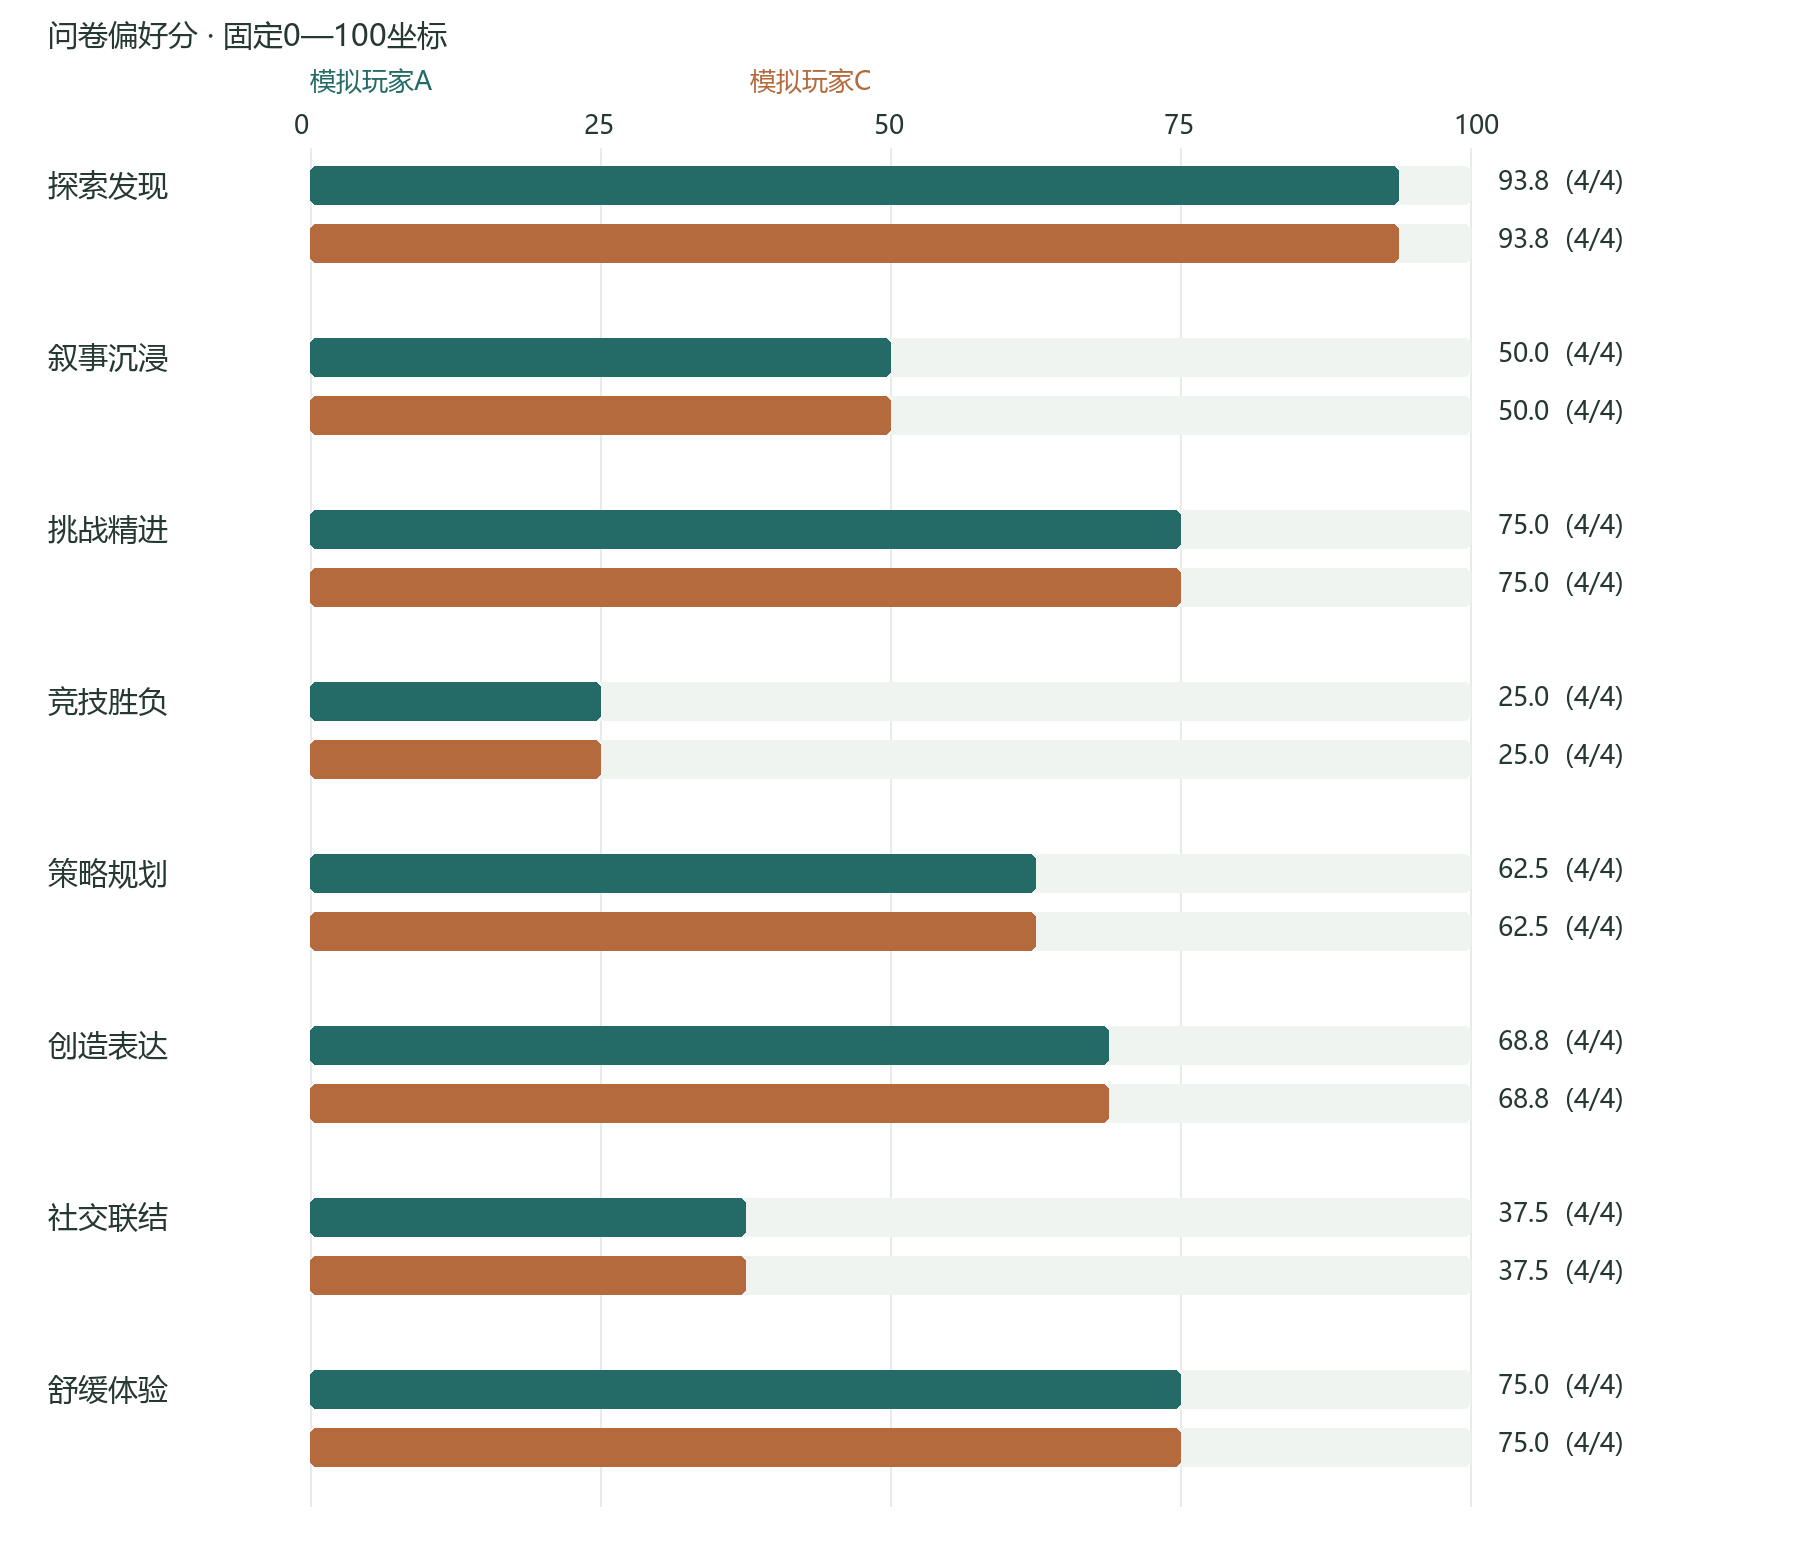 问卷偏好分 · 固定0—100坐标
模拟玩家A 模拟玩家C
0 25 50 75 100
探索发现 93.8 (4/4)
93.8 (4/4)
叙事沉浸 50.0 (4/4)
50.0 (4/4)
挑战精进 75.0 (4/4)
75.0 (4/4)
竞技胜负 25.0 (4/4)
25.0 (4/4)
策略规划 62.5 (4/4)
62.5 (4/4)
创造表达 68.8 (4/4)
68.8 (4/4)
社交联结 37.5 (4/4)
37.5 (4/4)
舒缓体验 75.0 (4/4)
75.0 (4/4)